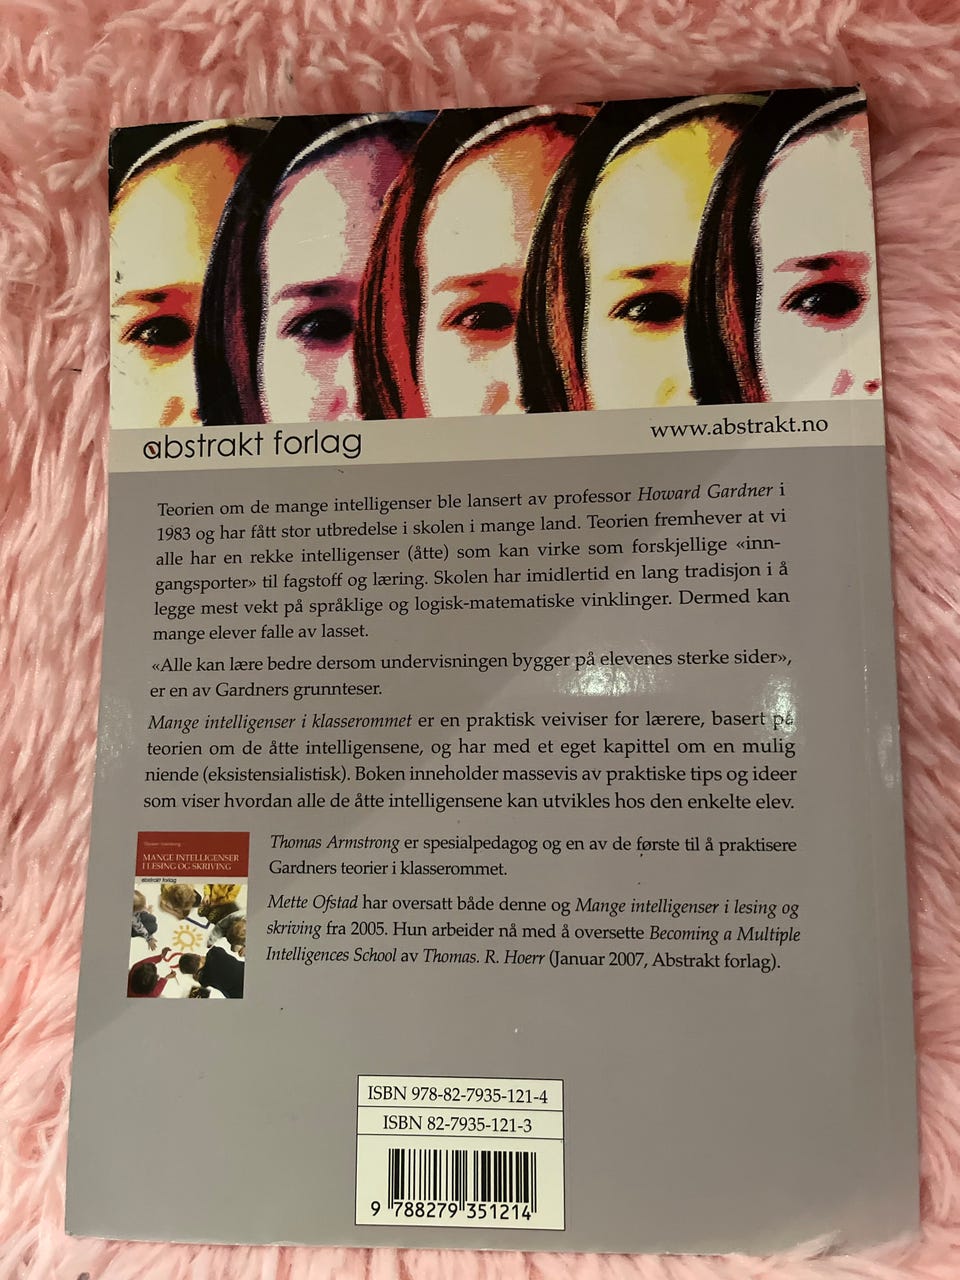 abstrakt forlag
www.abstrakt.no
Teorien om de mange intelligenser ble lansert av professor Howard Gardner i
1983 og har fått stor utbredelse i skolen i mange land. Teorien fremhever at vi
alle har en rekke intelligenser (åtte) som kan virke som forskjellige «inn-
gangsporter» til fagstoff og læring. Skolen har imidlertid en lang tradisjon i å
legge mest vekt på språklige og logisk-matematiske vinklinger. Dermed kan
mange elever falle av lasset.
«Alle kan lære bedre dersom undervisningen bygger på elevenes sterke sider»,
er en av Gardners grunnteser.
Mange intelligenser i klasserommet er en praktisk veiviser for lærere, basert på
teorien om de åtte intelligensene, og har med et eget kapittel om en mulig
niende (eksistensialistisk). Boken inneholder massevis av praktiske tips og ideer
som viser hvordan alle de åtte intelligensene kan utvikles hos den enkelte elev.
Thomas Armstrong
MANGE INTELLIGENSER
I LESING OG SKRIVING
abstrakt forlag
Thomas Armstrong er spesialpedagog og en av de første til å praktisere
Gardners teorier i klasserommet.
Mette Ofstad har oversatt både denne og Mange intelligenser i lesing og
skriving fra 2005. Hun arbeider nå med å oversette Becoming a Multiple
Intelligences School av Thomas. R. Hoerr (Januar 2007, Abstrakt forlag).
ISBN 978-82-7935-121-4
ISBN 82-7935-121-3
9 788279 351214